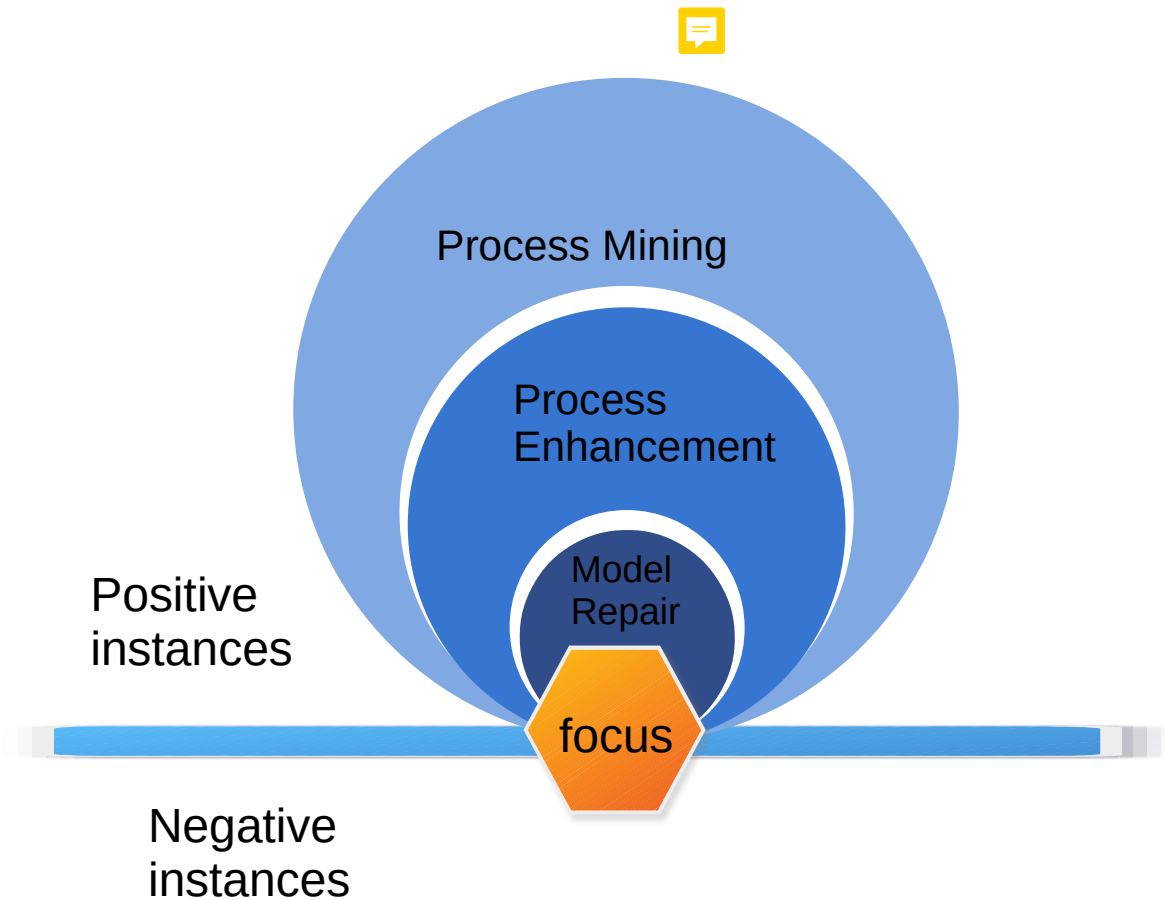 Process Mining
Process
Enhancement
Model
Repair
Positive
instances
focus
Negative
instances